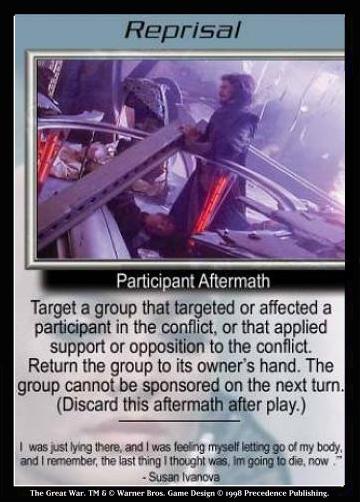 Reprisal
Participant Aftermath
Target a group that targeted or affected a
participant in the conflict, or that applied
support or opposition to the conflict.
Return the group to its owner's hand. The
group cannot be sponsored on the next turn.
(Discard this aftermath after play.)
I was just lying there, and I was feeling myself letting go of my body,
and I remember, the last thing I thought was, Im going to die, now ."
- Susan Ivanova
The Great War. TM & © Warner Bros. Game Design © 1998 Precedence Publishing.